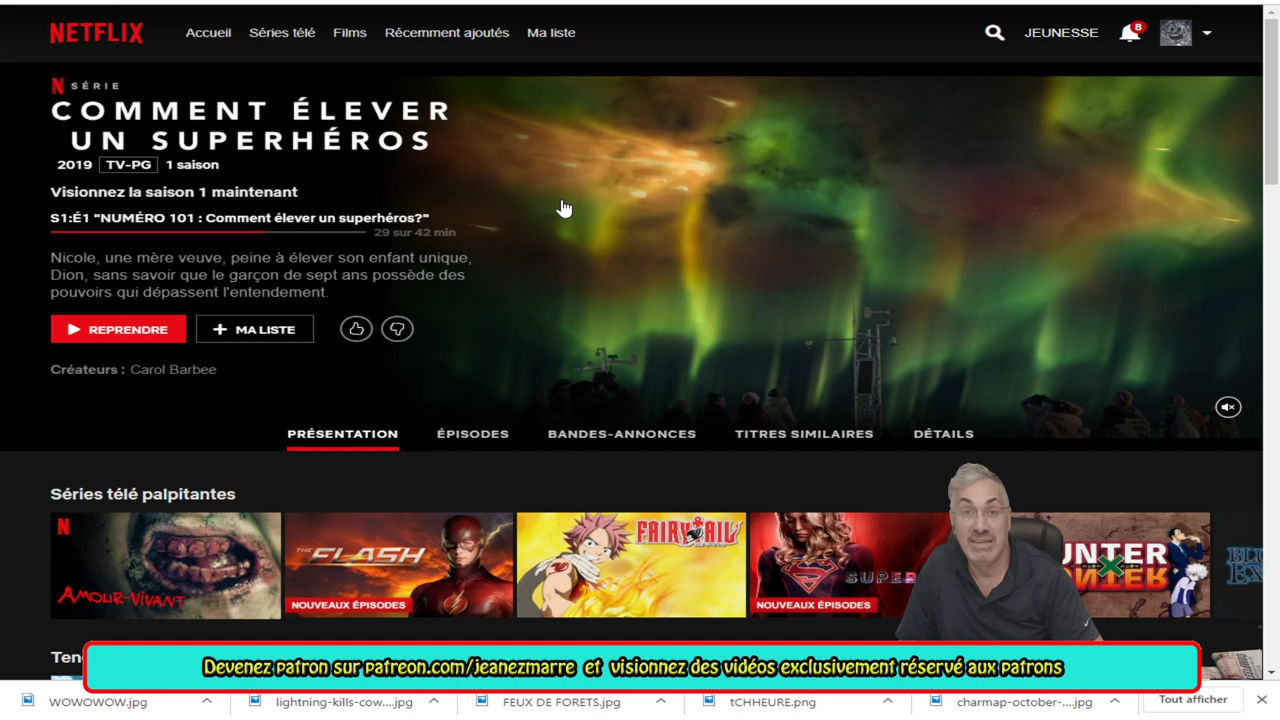 NETFLIX
Accueil Séries télé Films Récemment ajoutés Ma liste
JEUNESSE
8
N SÉRIE
COMMENT ÉLEVER
UN SUPERHÉROS
2019 TV-PG 1 saison
Visionnez la saison 1 maintenant
S1:É1 "NUMÉRO 101 : Comment élever un superhéros?"
29 sur 42 min
Nicole, une mère veuve, peine à élever son enfant unique,
Dion, sans savoir que le garçon de sept ans possède des
pouvoirs qui dépassent l'entendement.
REPRENDRE
MA LISTE
Créateurs : Carol Barbee
PRÉSENTATION ÉPISODES BANDES-ANNONCES TITRES SIMILAIRES DÉTAILS
Séries télé palpitantes
N
AMOUR-VIVANT
THE FLASH
NOUVEAUX ÉPISODES
FAIRY TAIL
SUPER
NOUVEAUX ÉPISODES
UNTER
HUNTER
Ten
Devenez patron sur patreon.com/jeanezmarre et visionnez des vidéos exclusivement réservé aux patrons
WOWOWOW.jpg
lightning-kills-cow....jpg
FEUX DE FORETS.jpg
tCHHEURE.png
charmap-october-....jpg
Tout afficher